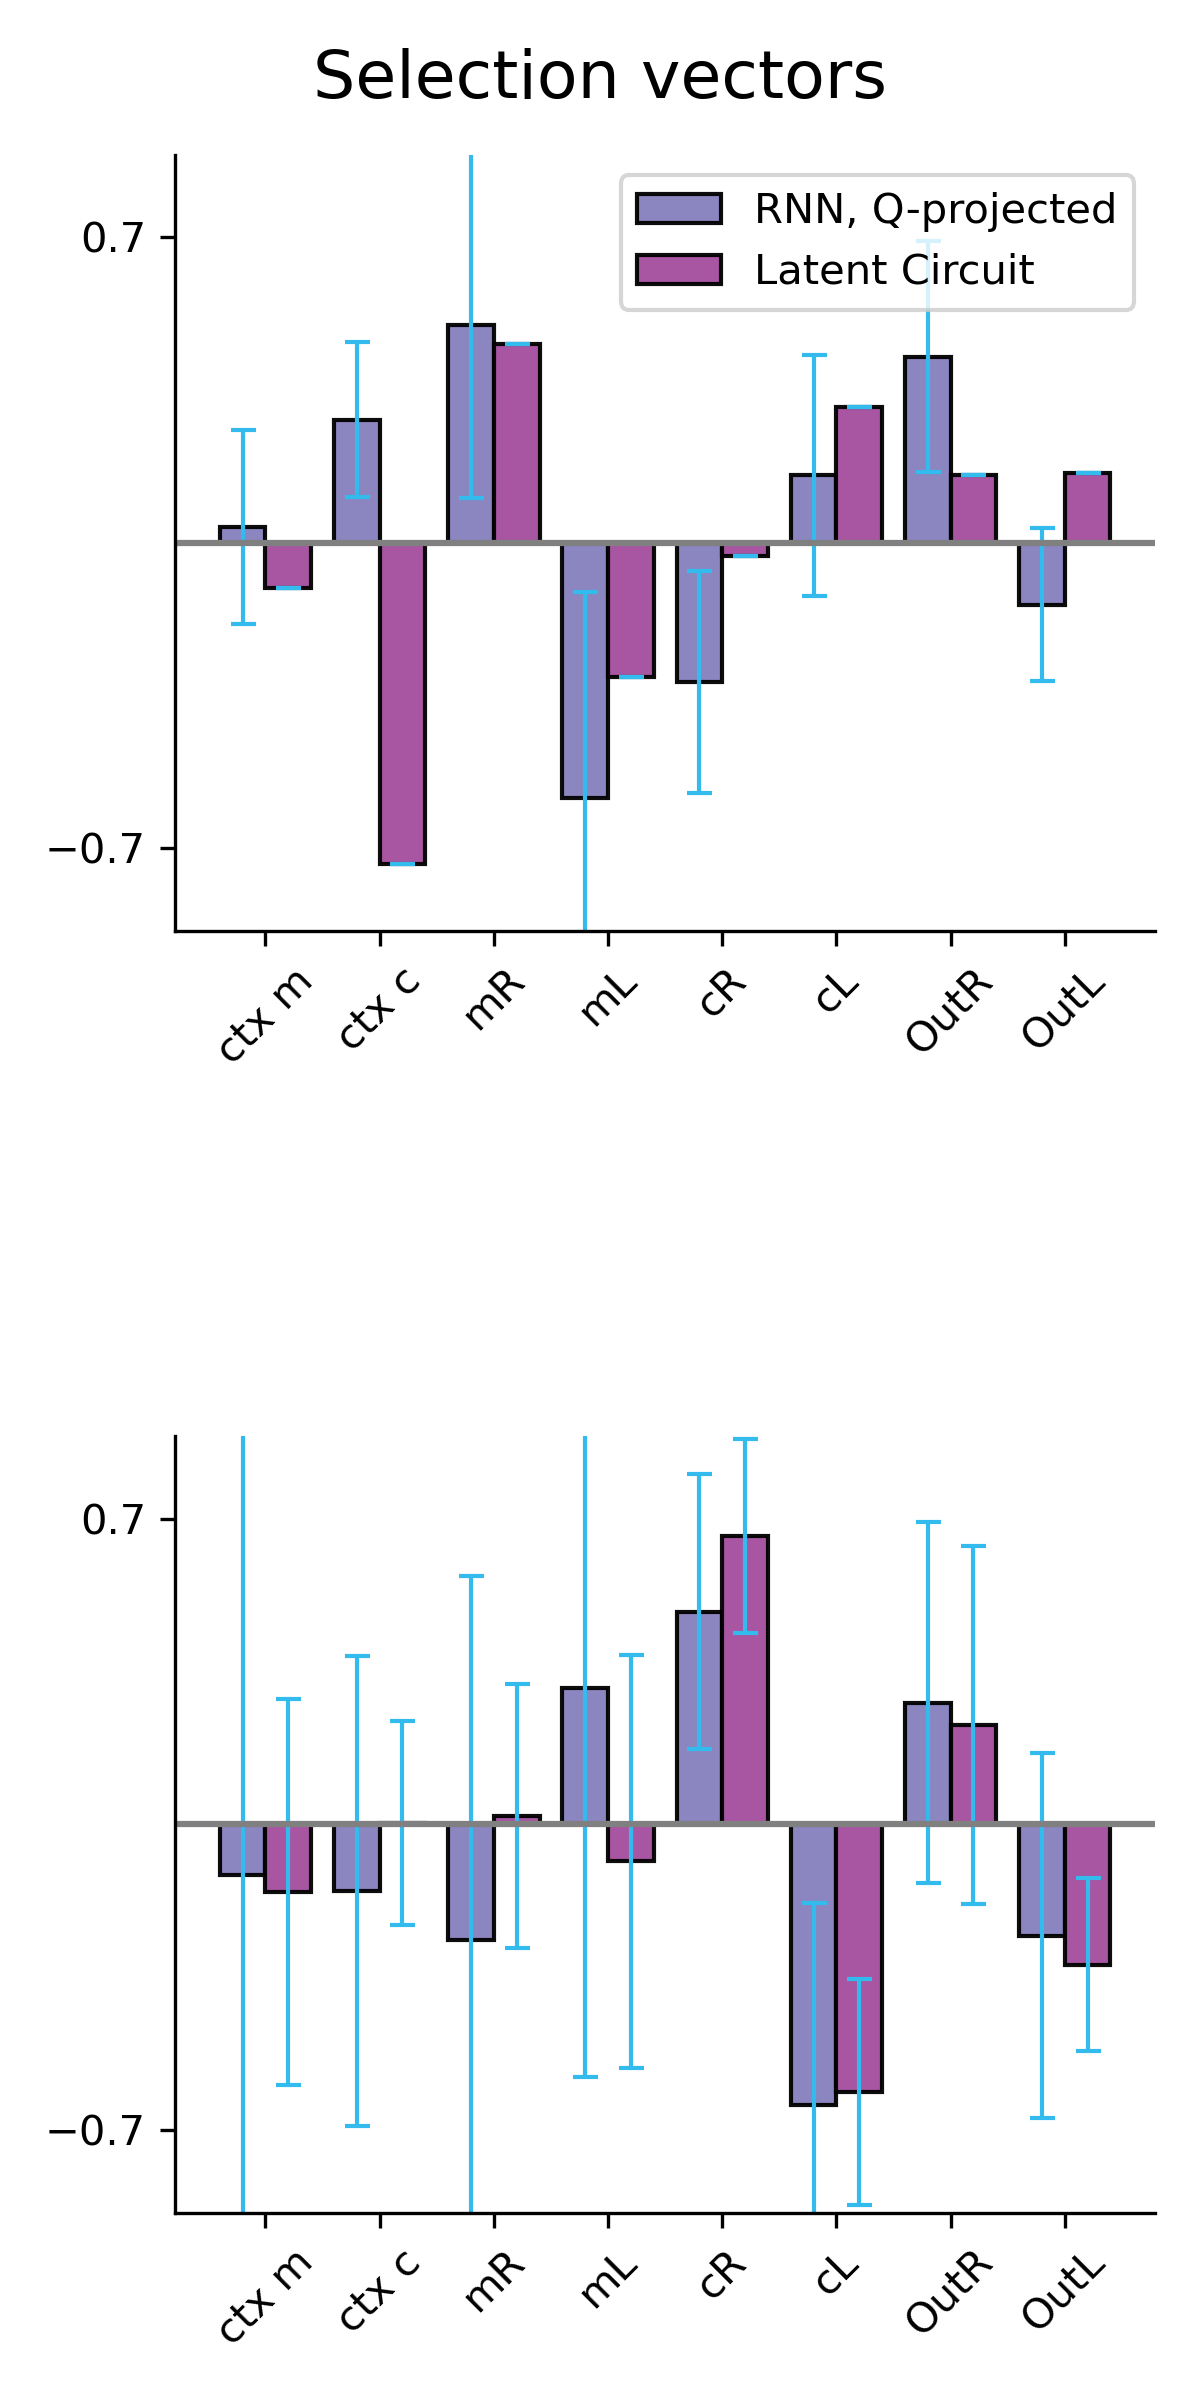 Selection vectors
RNN, Q-projected
Latent Circuit
0.7
−0.7
ctx m
ctx c
mR
mL
cR
cL
OutR
OutL
0.7
−0.7
ctx m
ctx c
mR
mL
cR
cL
OutR
OutL